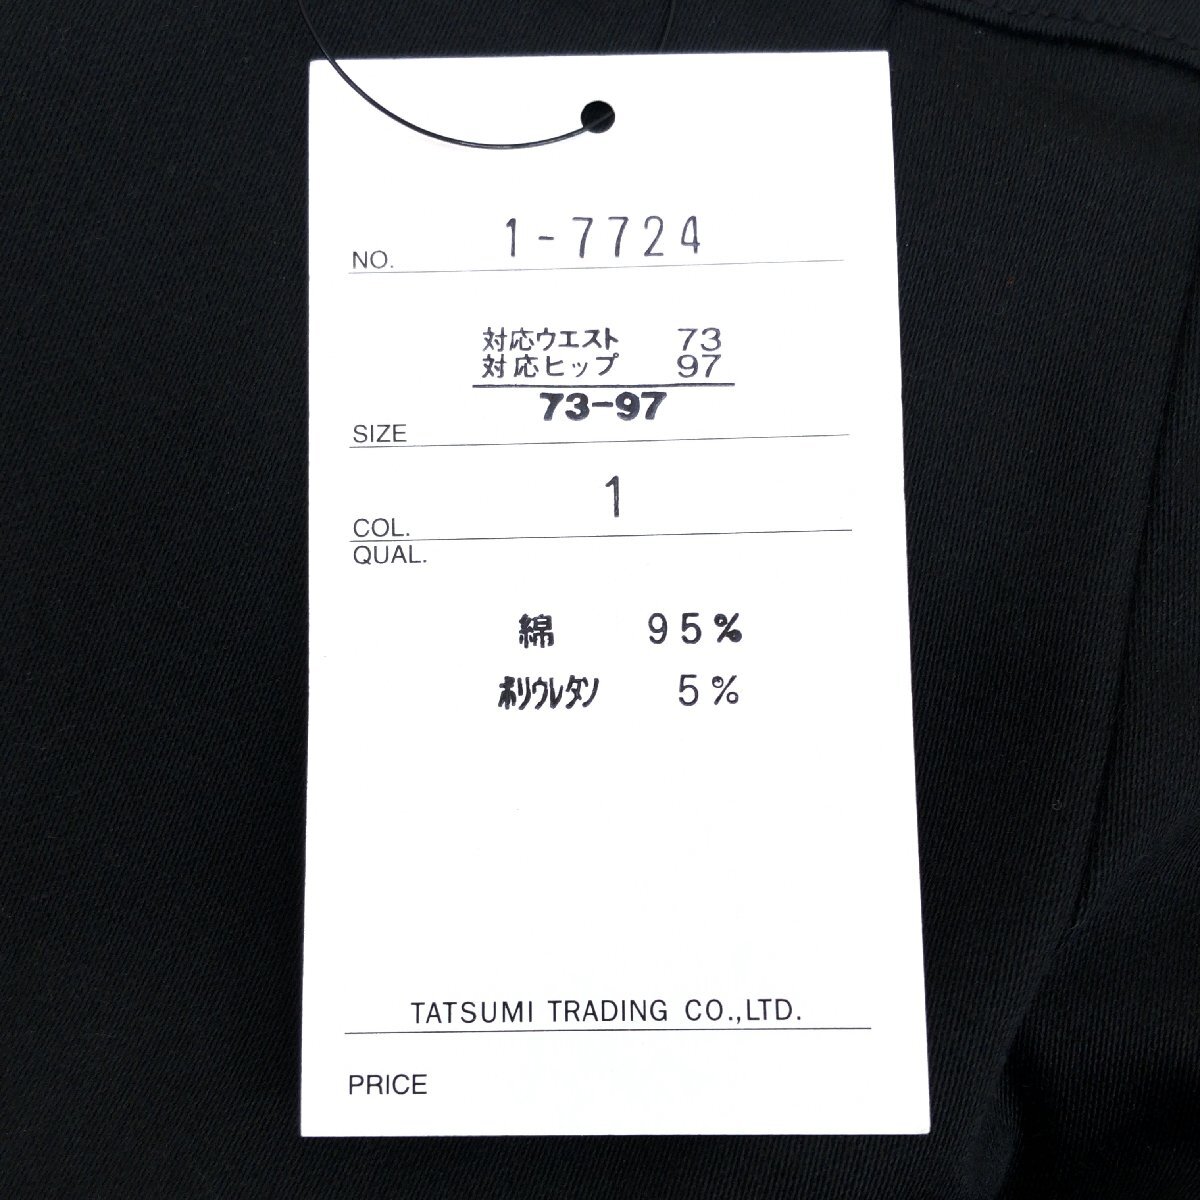 NO. 1-7724
対応ウエスト 73
対応ヒップ 97
73-97
SIZE
COL. 1
QUAL.
綿 95%
ポリウレタン 5%
TATSUMI TRADING CO.,LTD.
PRICE